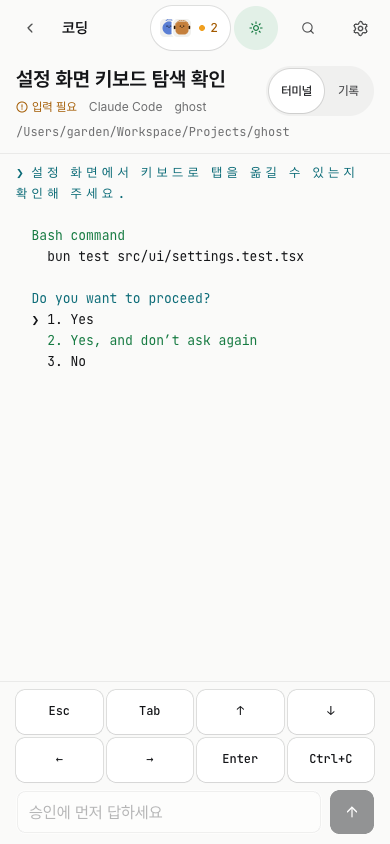 코딩
2
설정 화면 키보드 탐색 확인
터미널
기록
입력 필요 Claude Code ghost
/Users/garden/Workspace/Projects/ghost
❯ 설정 화면에서 키보드로 탭을 옮길 수 있는지
확인해 주세요.
Bash command
bun test src/ui/settings.test.tsx
Do you want to proceed?
❯ 1. Yes
2. Yes, and don’t ask again
3. No
Esc Tab ↑ ↓
← → Enter Ctrl+C
승인에 먼저 답하세요